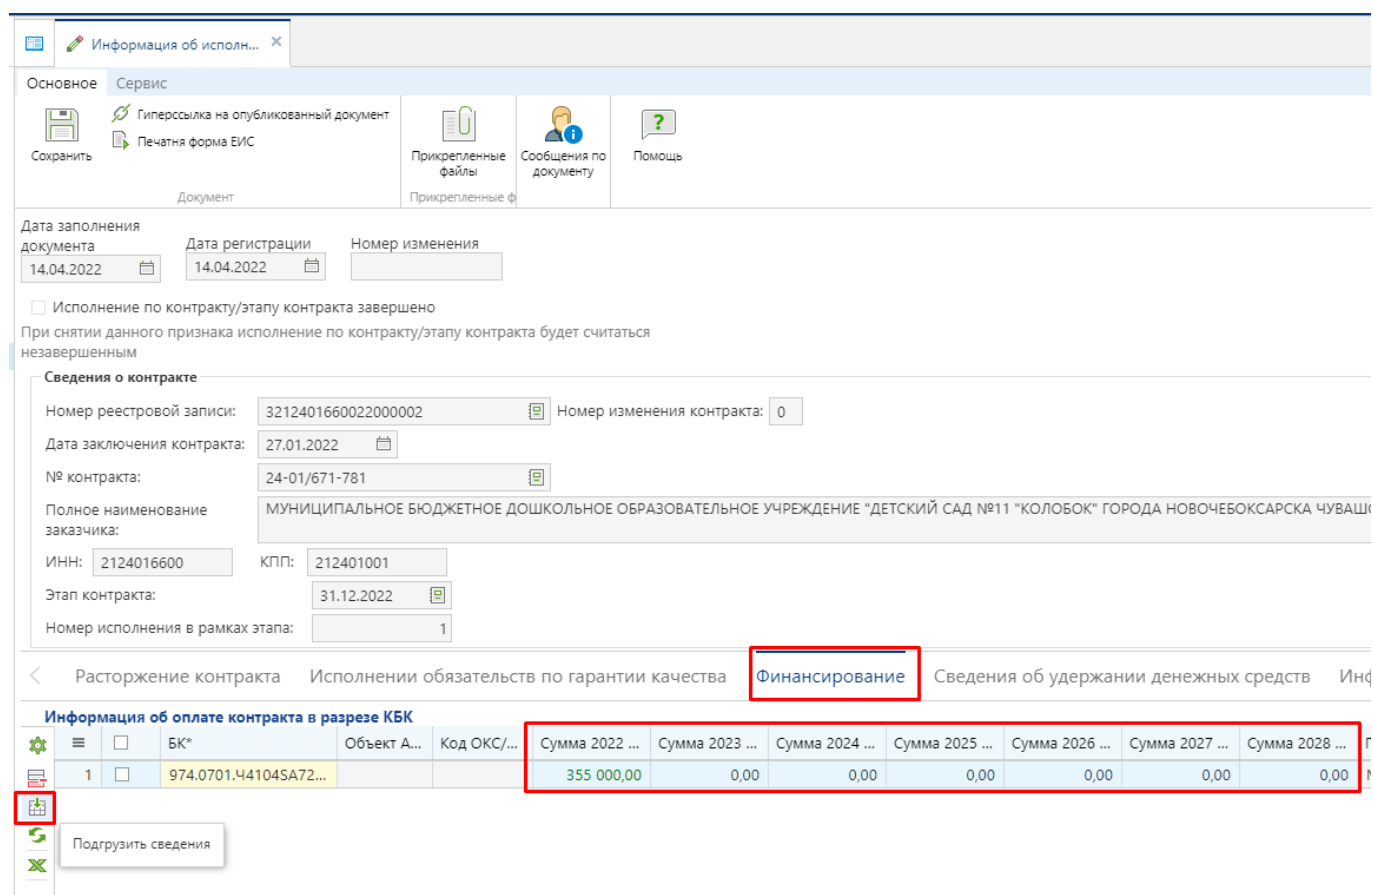 Информация об исполн...
Основное Сервис
Сохранить
Гиперссылка на опубликованный документ
Печатня форма ЕИС
Документ
Прикрепленные
файлы
Прикрепленные ф
Сообщения по
документу
Помощь
Дата заполнения
документа
14.04.2022
Дата регистрации
14.04.2022
Номер изменения
Исполнение по контракту/этапу контракта завершено
При снятии данного признака исполнение по контракту/этапу контракта будет считаться
незавершенным
Сведения о контракте
Номер реестровой записи: 3212401660022000002 Номер изменения контракта: 0
Дата заключения контракта: 27.01.2022
№ контракта: 24-01/671-781
Полное наименование
заказчика:
МУНИЦИПАЛЬНОЕ БЮДЖЕТНОЕ ДОШКОЛЬНОЕ ОБРАЗОВАТЕЛЬНОЕ УЧРЕЖДЕНИЕ "ДЕТСКИЙ САД №11 "КОЛОБОК" ГОРОДА НОВОЧЕБОКСАРСКА ЧУВАШ
ИНН: 2124016600 КПП: 212401001
Этап контракта: 31.12.2022
Номер исполнения в рамках этапа: 1
Расторжение контракта Исполнении обязательств по гарантии качества Финансирование Сведения об удержании денежных средств Инф
Информация об оплате контракта в разрезе КБК
БК* Объект А... Код ОКС/... Сумма 2022 ... Сумма 2023 ... Сумма 2024 ... Сумма 2025 ... Сумма 2026 ... Сумма 2027 ... Сумма 2028 ...
1 974.0701.Ч4104SА72... 355 000,00 0,00 0,00 0,00 0,00 0,00 0,00
Подгрузить сведения